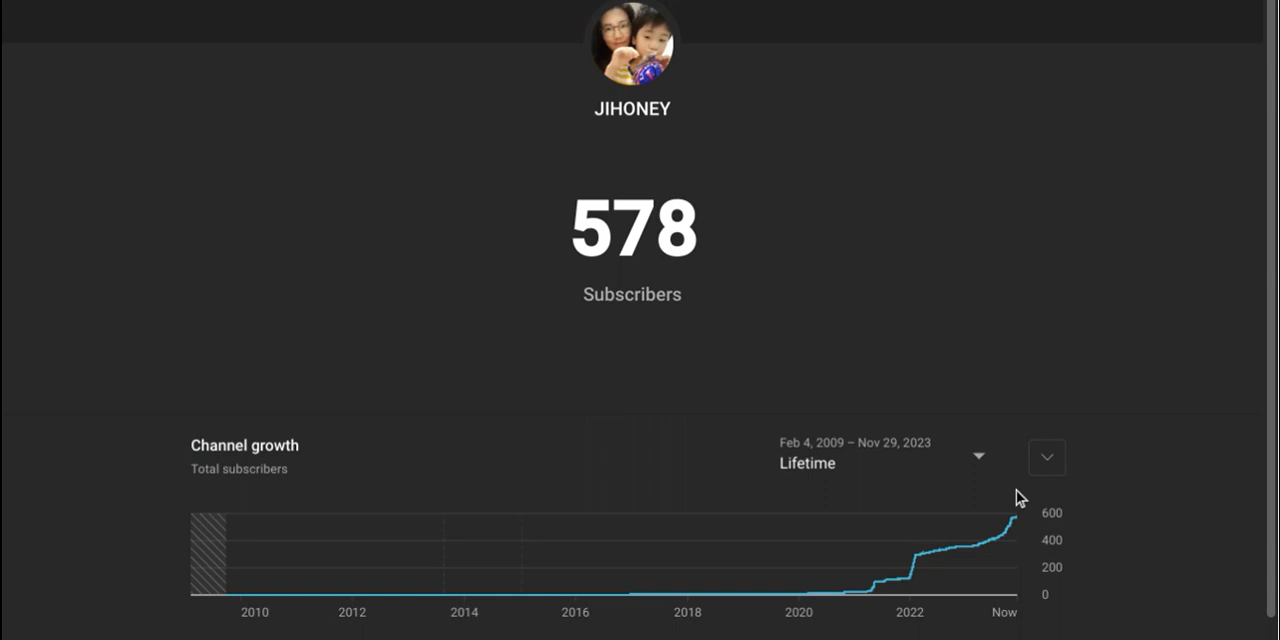 JIHONEY
578
Subscribers
Channel growth
Total subscribers
Feb 4, 2009 – Nov 29, 2023
Lifetime
600
400
200
0
2010 2012 2014 2016 2018 2020 2022 Now